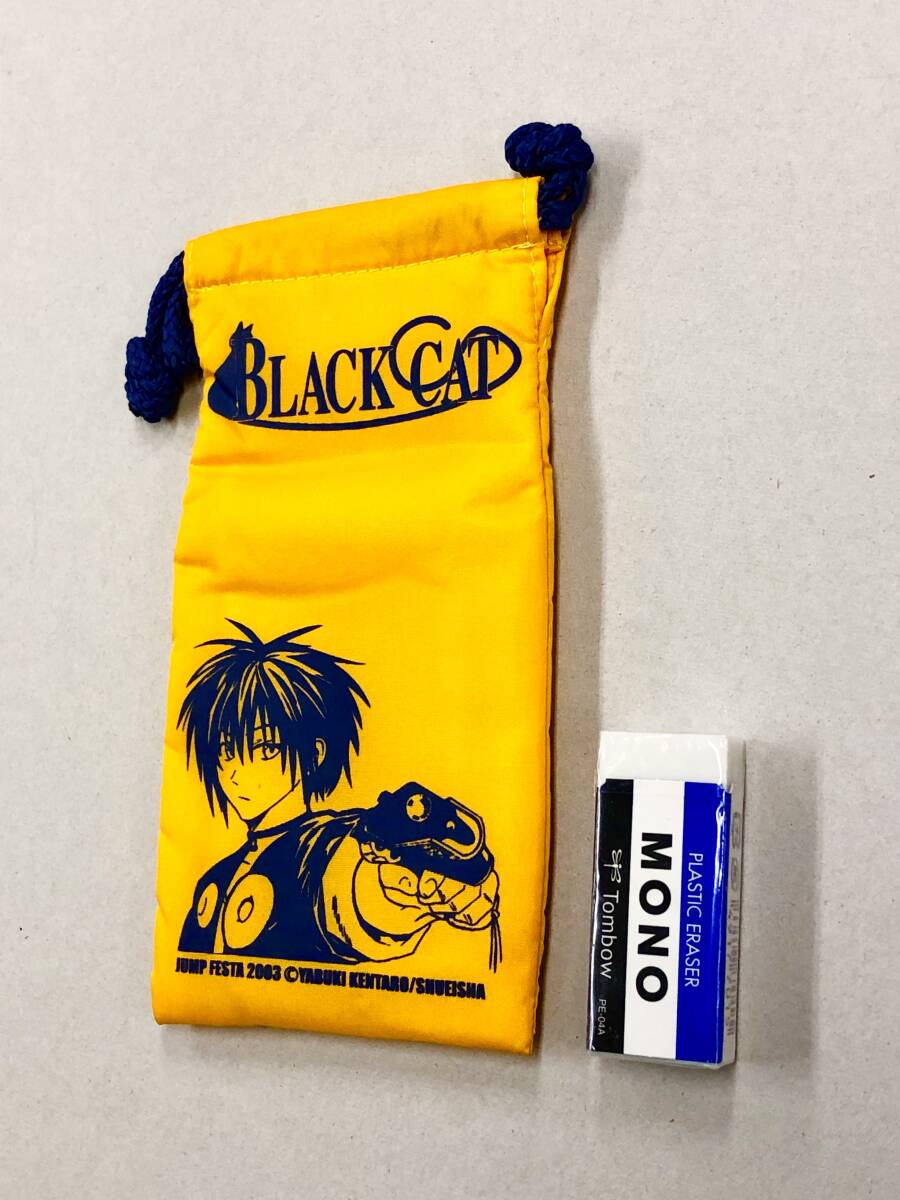 BLACK CAT
JUMP FESTA 2003 ©YABUKI KENTARO/SHUEISHA
PLASTIC ERASER
MONO
Tombow PE-04A